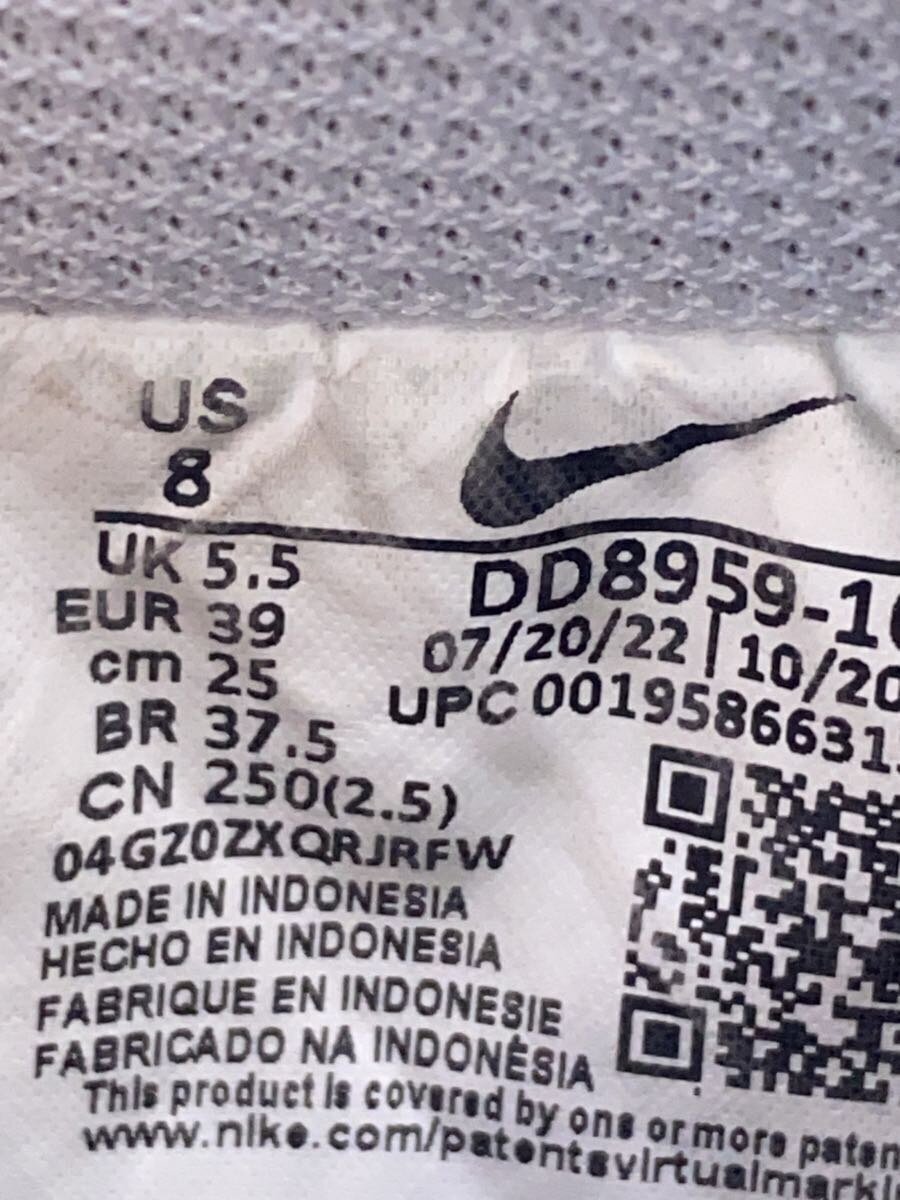 US
8
UK 5.5
EUR 39
cm 25
BR 37.5
CN 250(2.5)
04GZ0ZXQRJRFW
MADE IN INDONESIA
HECHO EN INDONESIA
FABRIQUE EN INDONESIE
FABRICADO NA INDONÉSIA
DD8959-10
07/20/22 | 10/20
UPC 0019586631
This product is covered by one or more paten
www.nike.com/patentsvirtualmarki